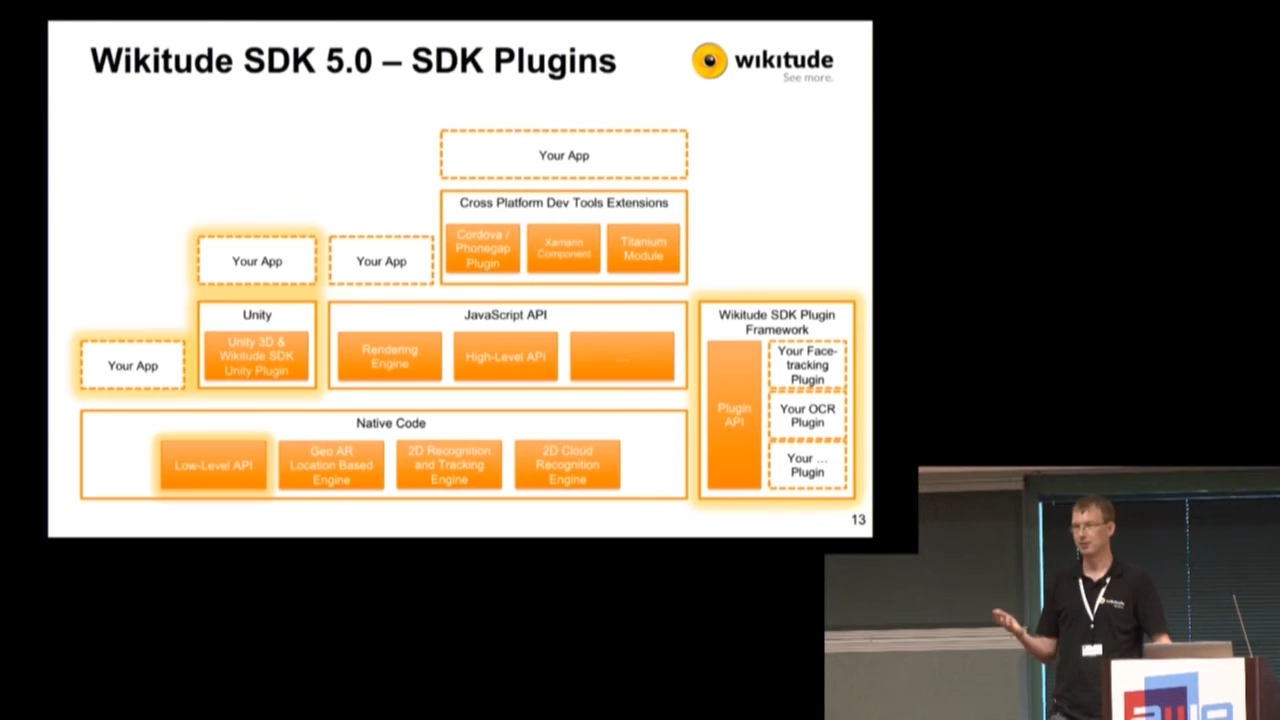 Wikitude SDK 5.0 – SDK Plugins
wikitude
See more.
Your App
Cross Platform Dev Tools Extensions
Cordova /
Phonegap
Plugin
Xamarin
Component
Titanium
Module
Your App
Your App
Unity
Unity 3D &
Wikitude SDK
Unity Plugin
JavaScript API
Rendering
Engine
High-Level API
...
Wikitude SDK Plugin
Framework
Plugin
API
Your Face-
tracking
Plugin
Your OCR
Plugin
Your ...
Plugin
Your App
Native Code
Low-Level API
Geo AR
Location Based
Engine
2D Recognition
and Tracking
Engine
2D Cloud
Recognition
Engine
13
wikitude
awe